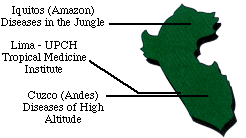 Iquitos (Amazon)
Diseases in the Jungle
Lima - UPCH
Tropical Medicine
Institute
Cuzco (Andes)
Diseases of High
Altitude